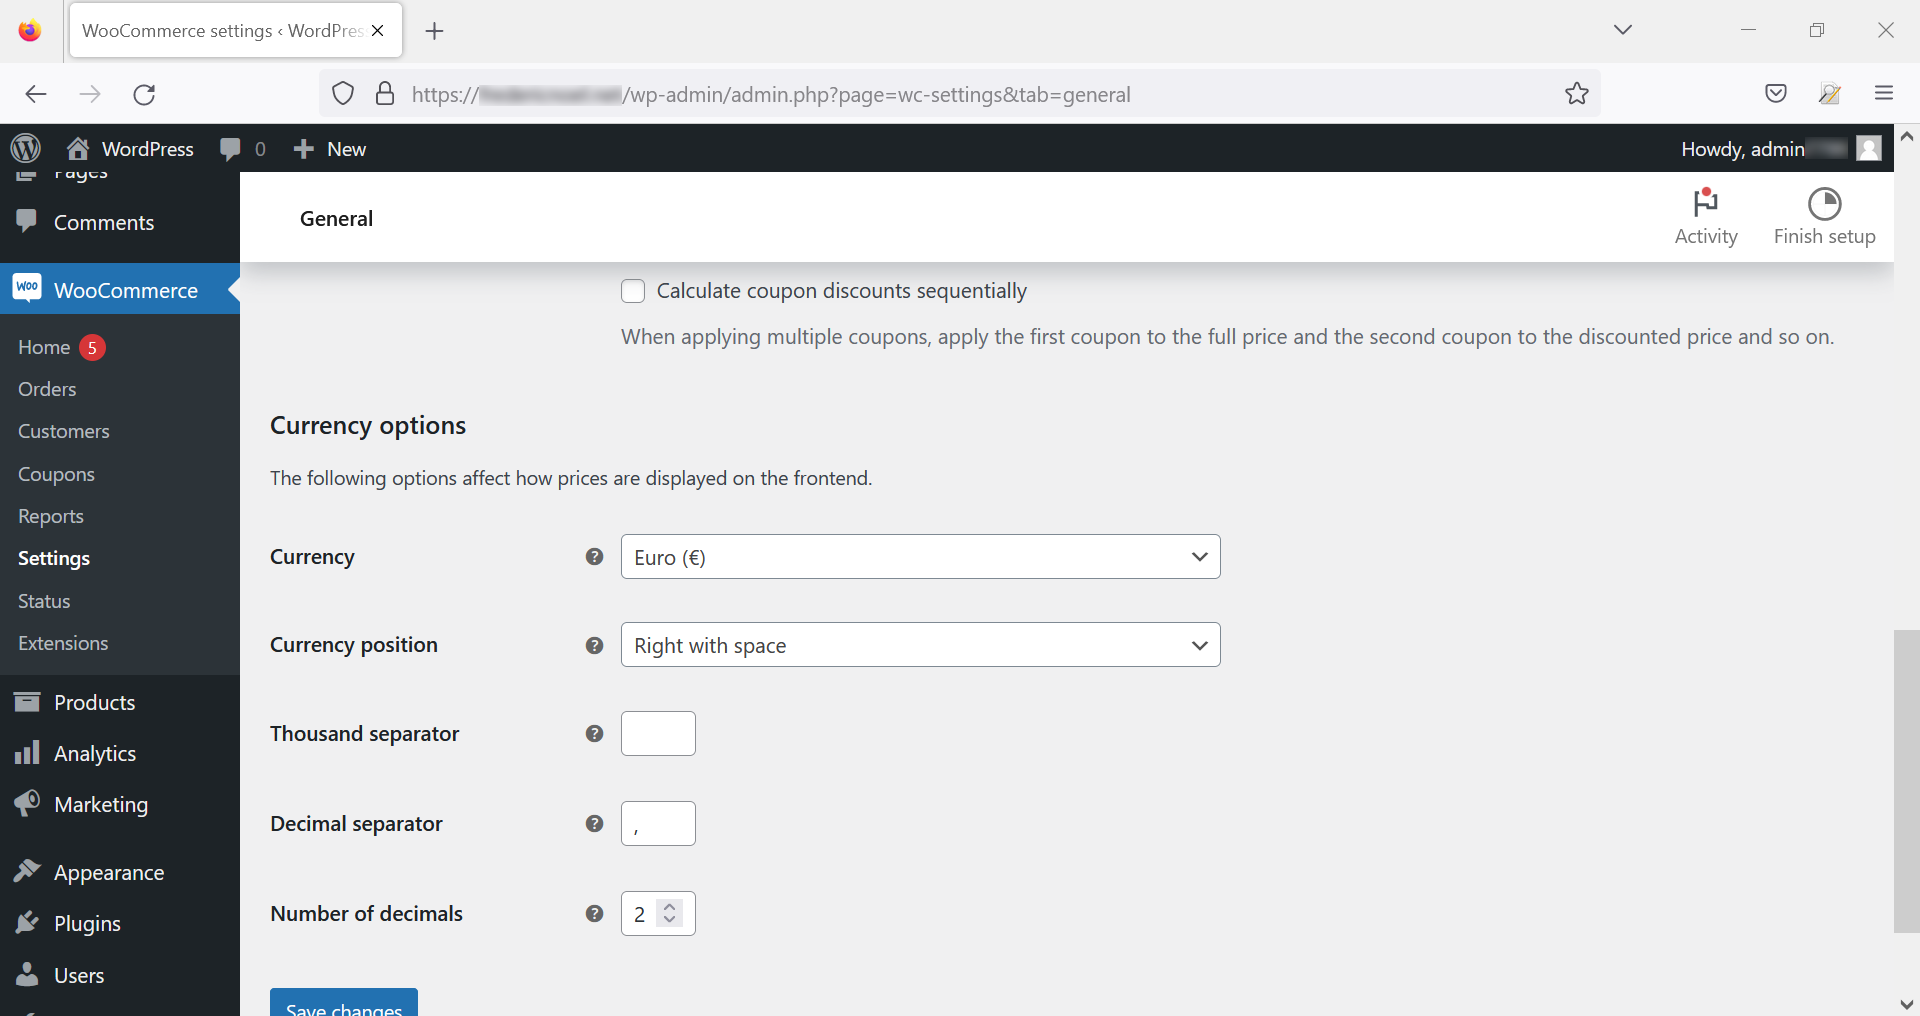 WooCommerce settings ‹ WordPres
https:// /wp-admin/admin.php?page=wc-settings&tab=general
WordPress 0 New
Howdy, admin
Pages
Comments
WOO WooCommerce
Home 5
Orders
Customers
Coupons
Reports
Settings
Status
Extensions
Products
Analytics
Marketing
Appearance
Plugins
Users
General
Activity
Finish setup
Calculate coupon discounts sequentially
When applying multiple coupons, apply the first coupon to the full price and the second coupon to the discounted price and so on.
Currency options
The following options affect how prices are displayed on the frontend.
Currency ? Euro (€)
Currency position ? Right with space
Thousand separator ?
Decimal separator ? ,
Number of decimals ? 2
Save changes